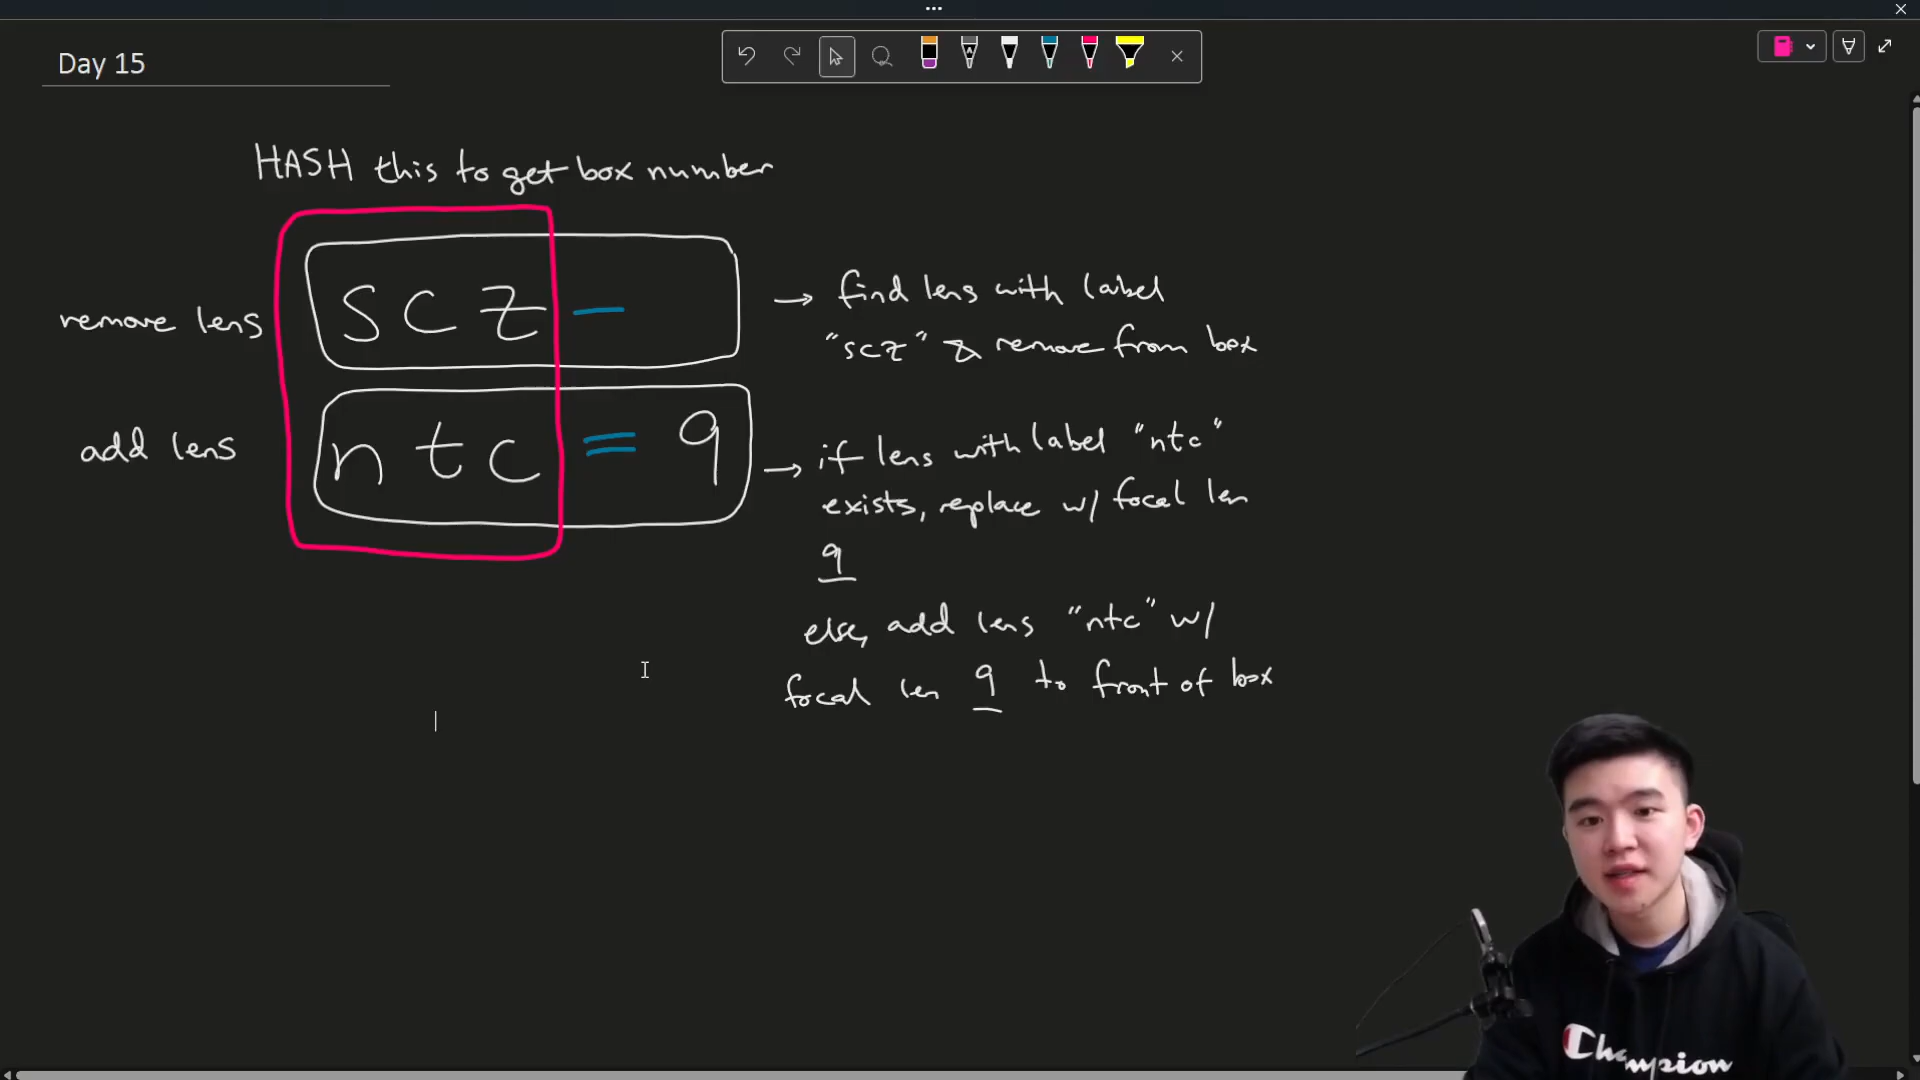 Day 15
HASH this to get box number
remove lens
scz -
→ find lens with label
"scz" & remove from box
add lens
ntc = 9
→ if lens with label "ntc"
exists, replace w/ focal len
9
else, add lens "ntc" w/
focal len 9 to front of box
Champion